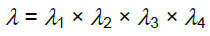 λ = λ₁ × λ₂ × λ₃ × λ₄